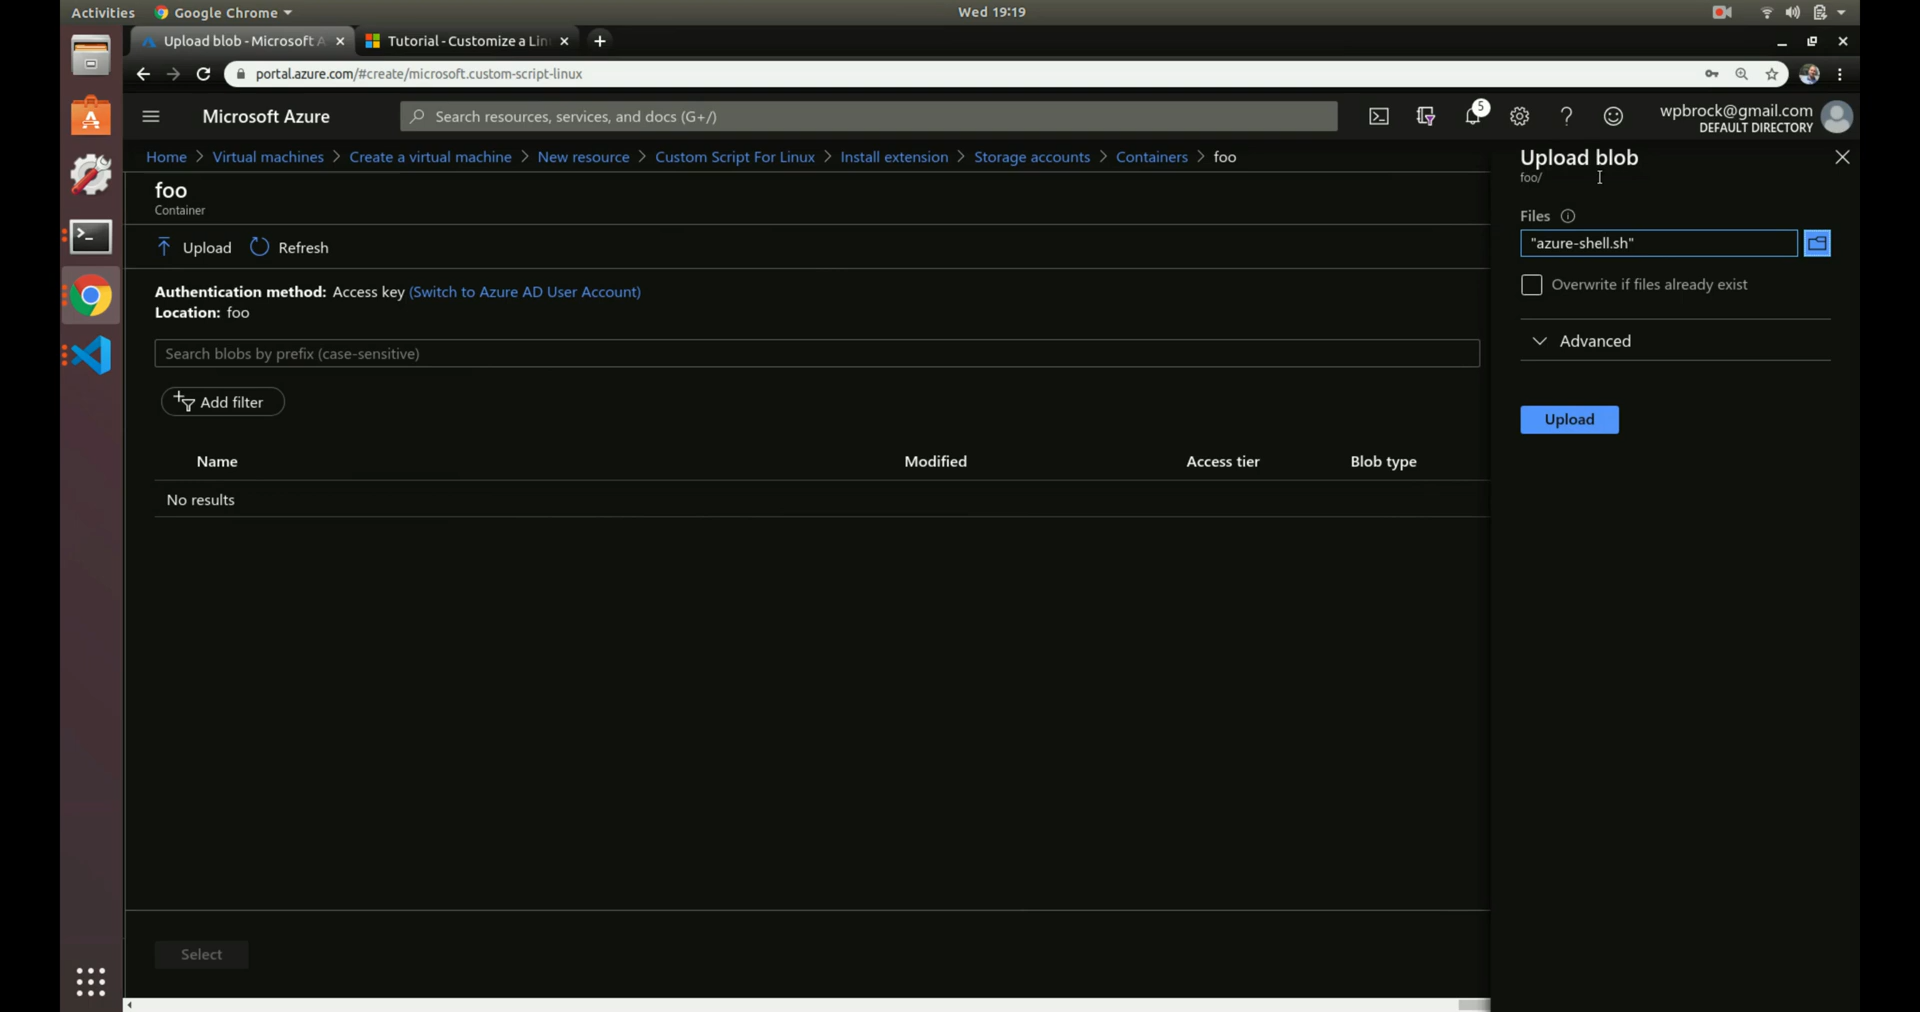 Activities Google Chrome Wed 19:19
Upload blob - Microsoft A Tutorial - Customize a Lin
portal.azure.com/#create/microsoft.custom-script-linux
Microsoft Azure Search resources, services, and docs (G+/) 5 wpbrock@gmail.com
DEFAULT DIRECTORY
Home > Virtual machines > Create a virtual machine > New resource > Custom Script For Linux > Install extension > Storage accounts > Containers > foo
foo
Container
Upload Refresh
Authentication method: Access key (Switch to Azure AD User Account)
Location: foo
Search blobs by prefix (case-sensitive)
Add filter
Name Modified Access tier Blob type
No results
Select
Upload blob
foo/
Files
"azure-shell.sh"
Overwrite if files already exist
Advanced
Upload